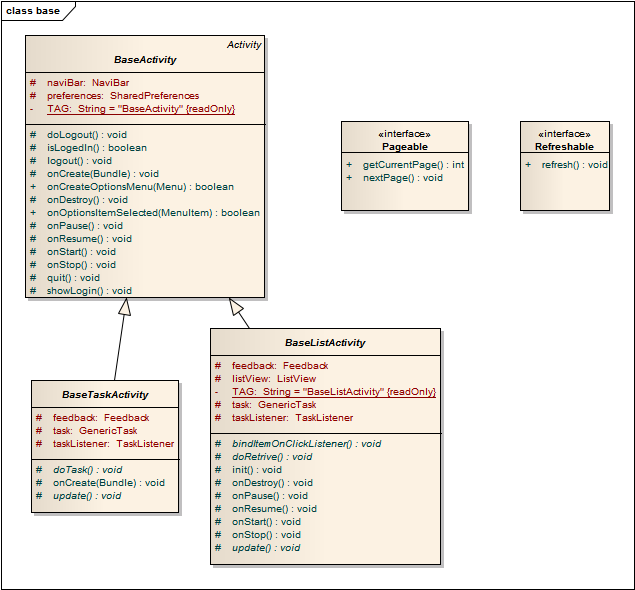 class base
Activity
BaseActivity
# naviBar: NaviBar
# preferences: SharedPreferences
- TAG: String = "BaseActivity" {readOnly}
# doLogout() : void
# isLogedIn() : boolean
# logout() : void
# onCreate(Bundle) : void
+ onCreateOptionsMenu(Menu) : boolean
# onDestroy() : void
+ onOptionsItemSelected(MenuItem) : boolean
# onPause() : void
# onResume() : void
# onStart() : void
# onStop() : void
# quit() : void
# showLogin() : void
«interface»
Pageable
+ getCurrentPage() : int
+ nextPage() : void
«interface»
Refreshable
+ refresh() : void
BaseTaskActivity
# feedback: Feedback
# task: GenericTask
# taskListener: TaskListener
# doTask() : void
# onCreate(Bundle) : void
# update() : void
BaseListActivity
# feedback: Feedback
# listView: ListView
- TAG: String = "BaseListActivity" {readOnly}
# task: GenericTask
# taskListener: TaskListener
# bindItemOnClickListener() : void
# doRetrive() : void
# init() : void
# onDestroy() : void
# onPause() : void
# onResume() : void
# onStart() : void
# onStop() : void
# update() : void